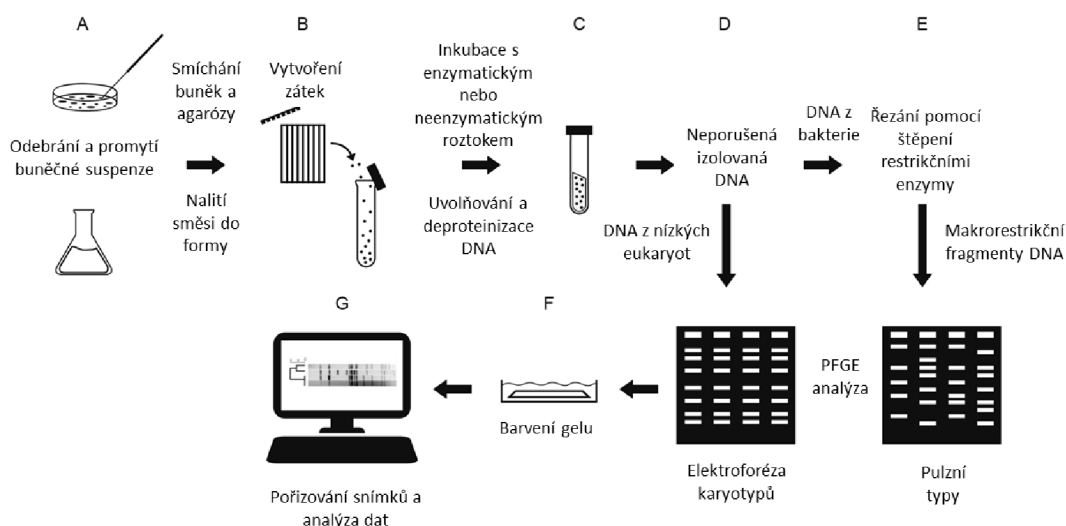 A
Odebrání a promytí
buněčné suspenze
Smíchání
buněk a
agarózy
Nalití
směsi do
formy
B
Vytvoření
zátek
Inkubace s
enzymatickým
nebo
neenzymatickým
roztokem
Uvolňování a
deproteinizace
DNA
C
D
Neporušená
izolovaná
DNA
DNA z
bakterie
E
Řezání pomocí
štěpení
restrikčními
enzymy
DNA z nízkých
eukaryot
Makrorestrikční
fragmenty DNA
PFGE
analýza
Elektroforéza
karyotypů
Pulzní
typy
F
Barvení gelu
G
Pořizování snímků a
analýza dat